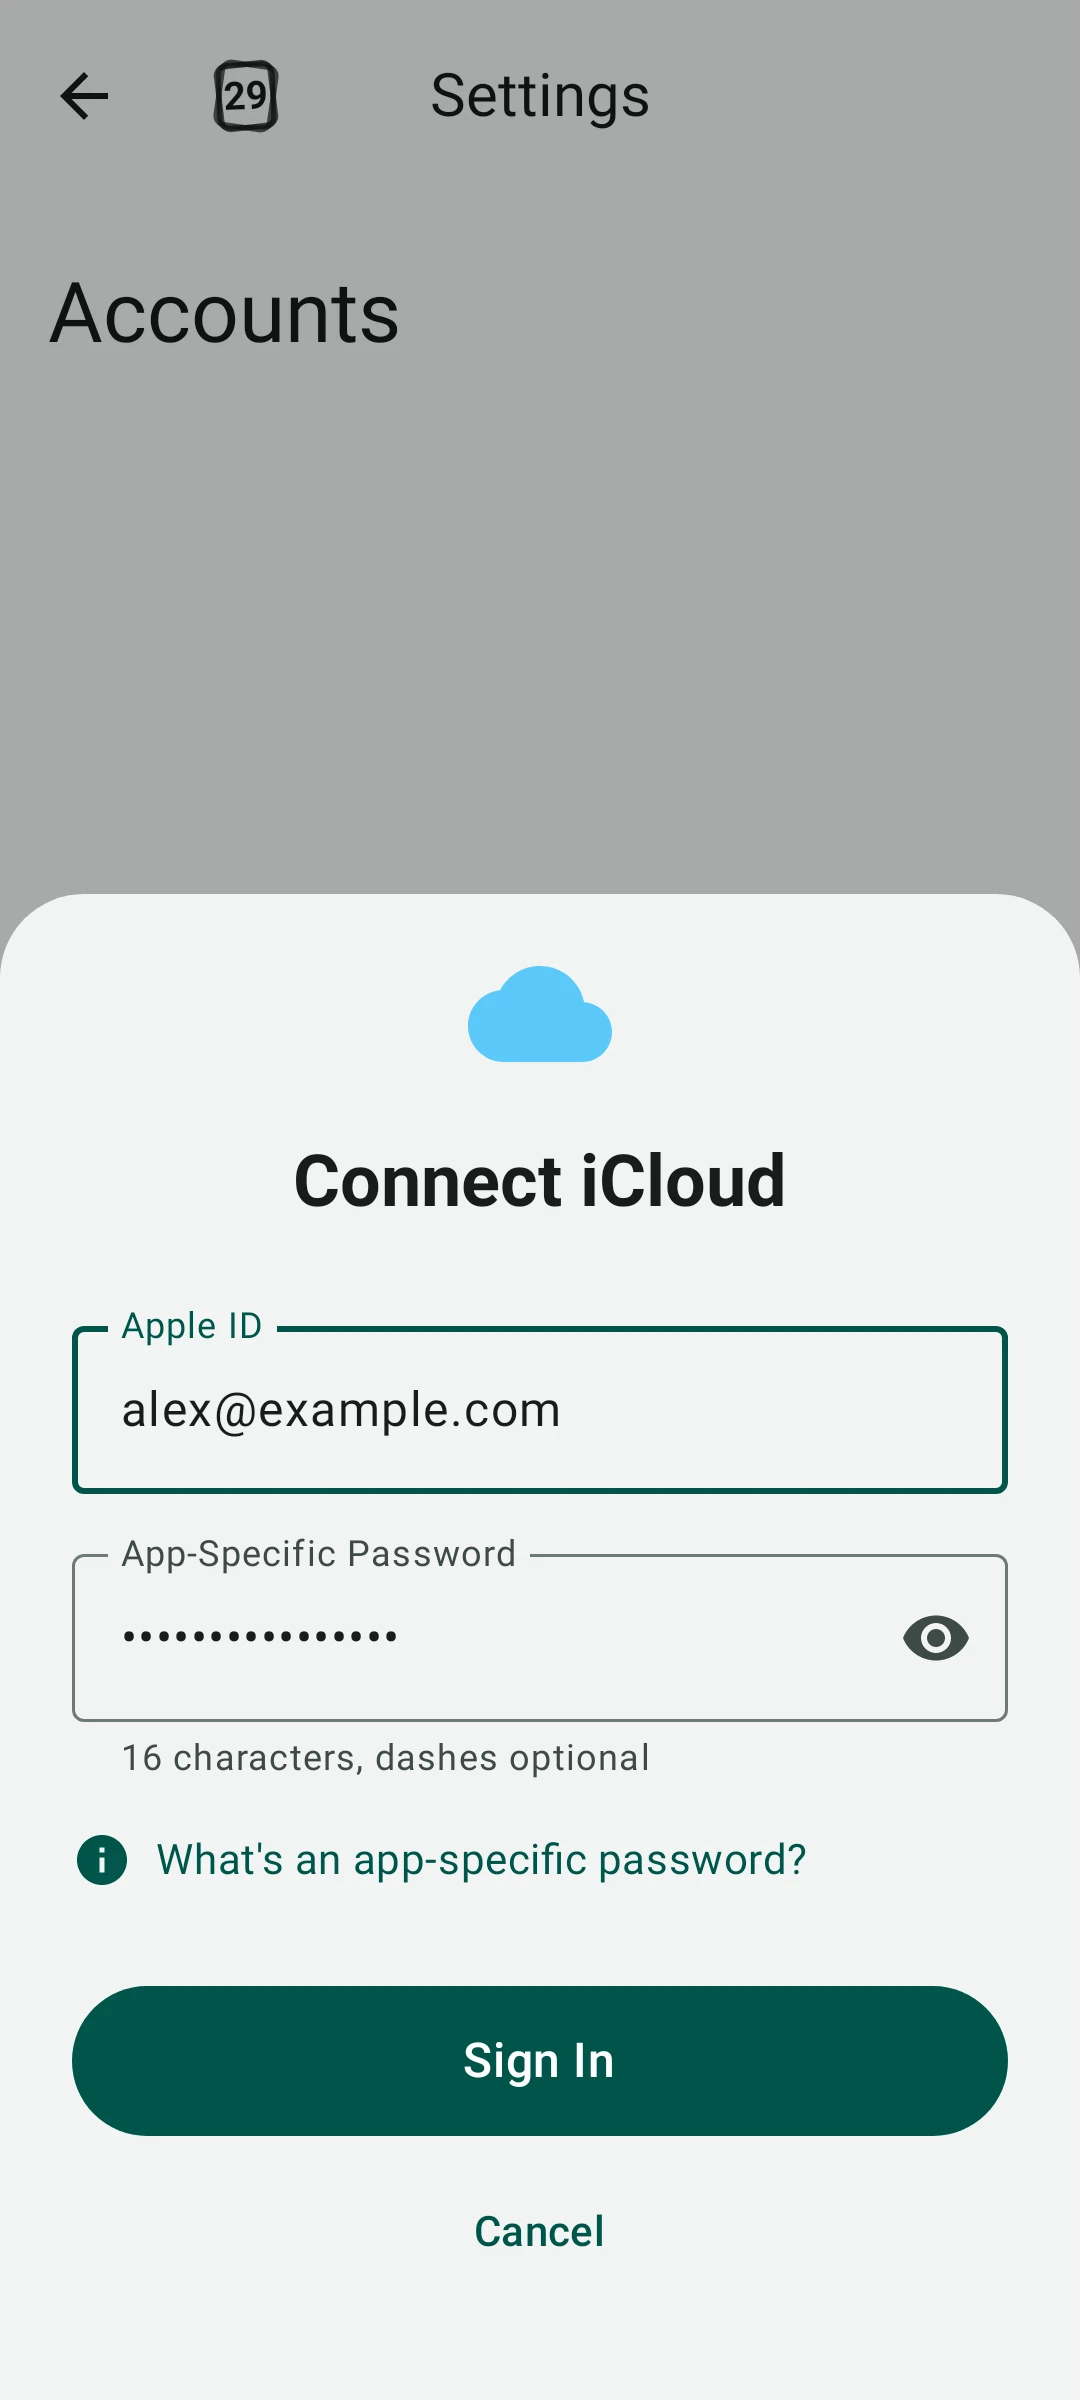 29
Settings
Accounts
Connect iCloud
Apple ID
alex@example.com
App-Specific Password
••••••••••••••••
16 characters, dashes optional
What's an app-specific password?
Sign In
Cancel